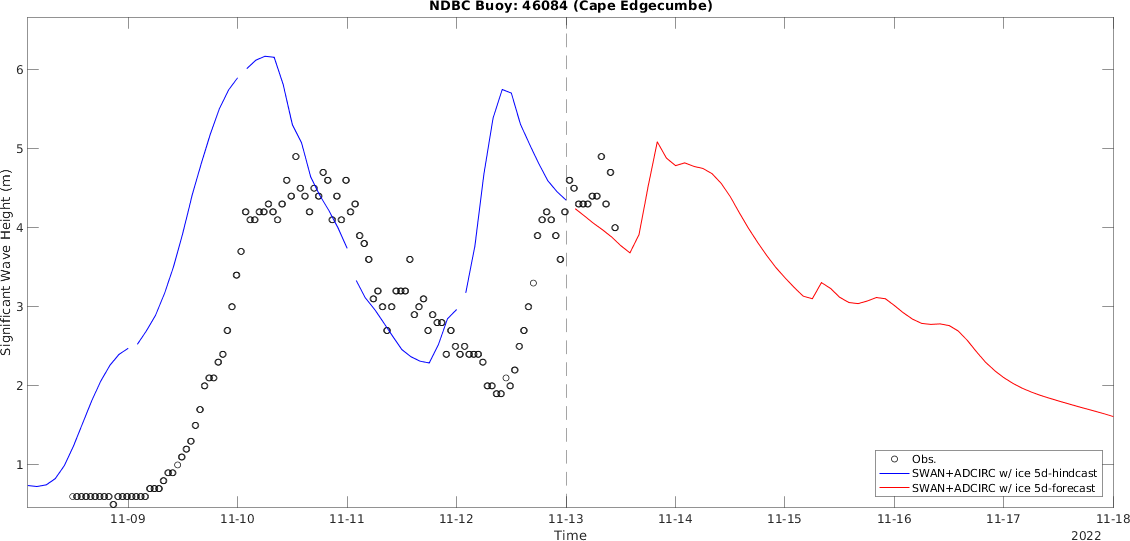 NDBC Buoy: 46084 (Cape Edgecumbe)
Significant Wave Height (m)
6
5
4
3
2
1
Obs.
SWAN+ADCIRC w/ ice 5d-hindcast
SWAN+ADCIRC w/ ice 5d-forecast
11-09 11-10 11-11 11-12 11-13 11-14 11-15 11-16 11-17 11-18
Time
2022